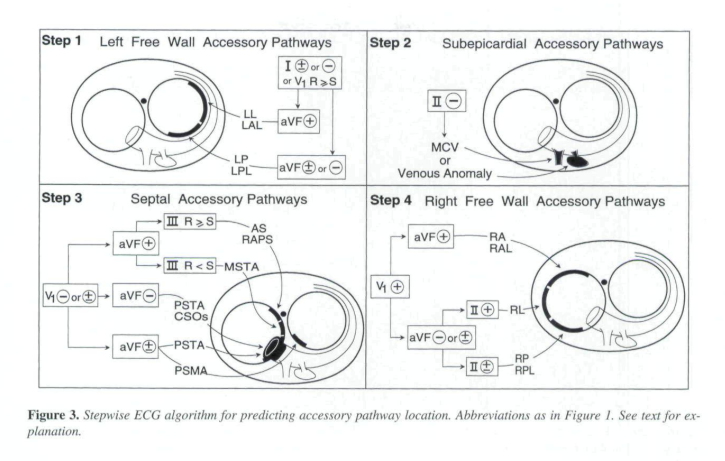 Step 1 Left Free Wall Accessory Pathways
I ⊕/⊖ or ⊖
or V1 R ≥ S
LL
LAL
aVF ⊕
LP
LPL
aVF ± or ⊖
Step 2 Subepicardial Accessory Pathways
II ⊖
MCV
or
Venous Anomaly
Step 3 Septal Accessory Pathways
III R ≥ S
AS
RAPS
aVF ⊕
III R < S
MSTA
V1 ⊖ or ±
aVF ⊖
PSTA
CSOs
aVF ±
PSTA
PSMA
Step 4 Right Free Wall Accessory Pathways
aVF ⊕
RA
RAL
V1 ⊕
II ⊕
RL
aVF ⊖ or ±
II ±
RP
RPL
Figure 3. Stepwise ECG algorithm for predicting accessory pathway location. Abbreviations as in Figure 1. See text for ex-
planation.